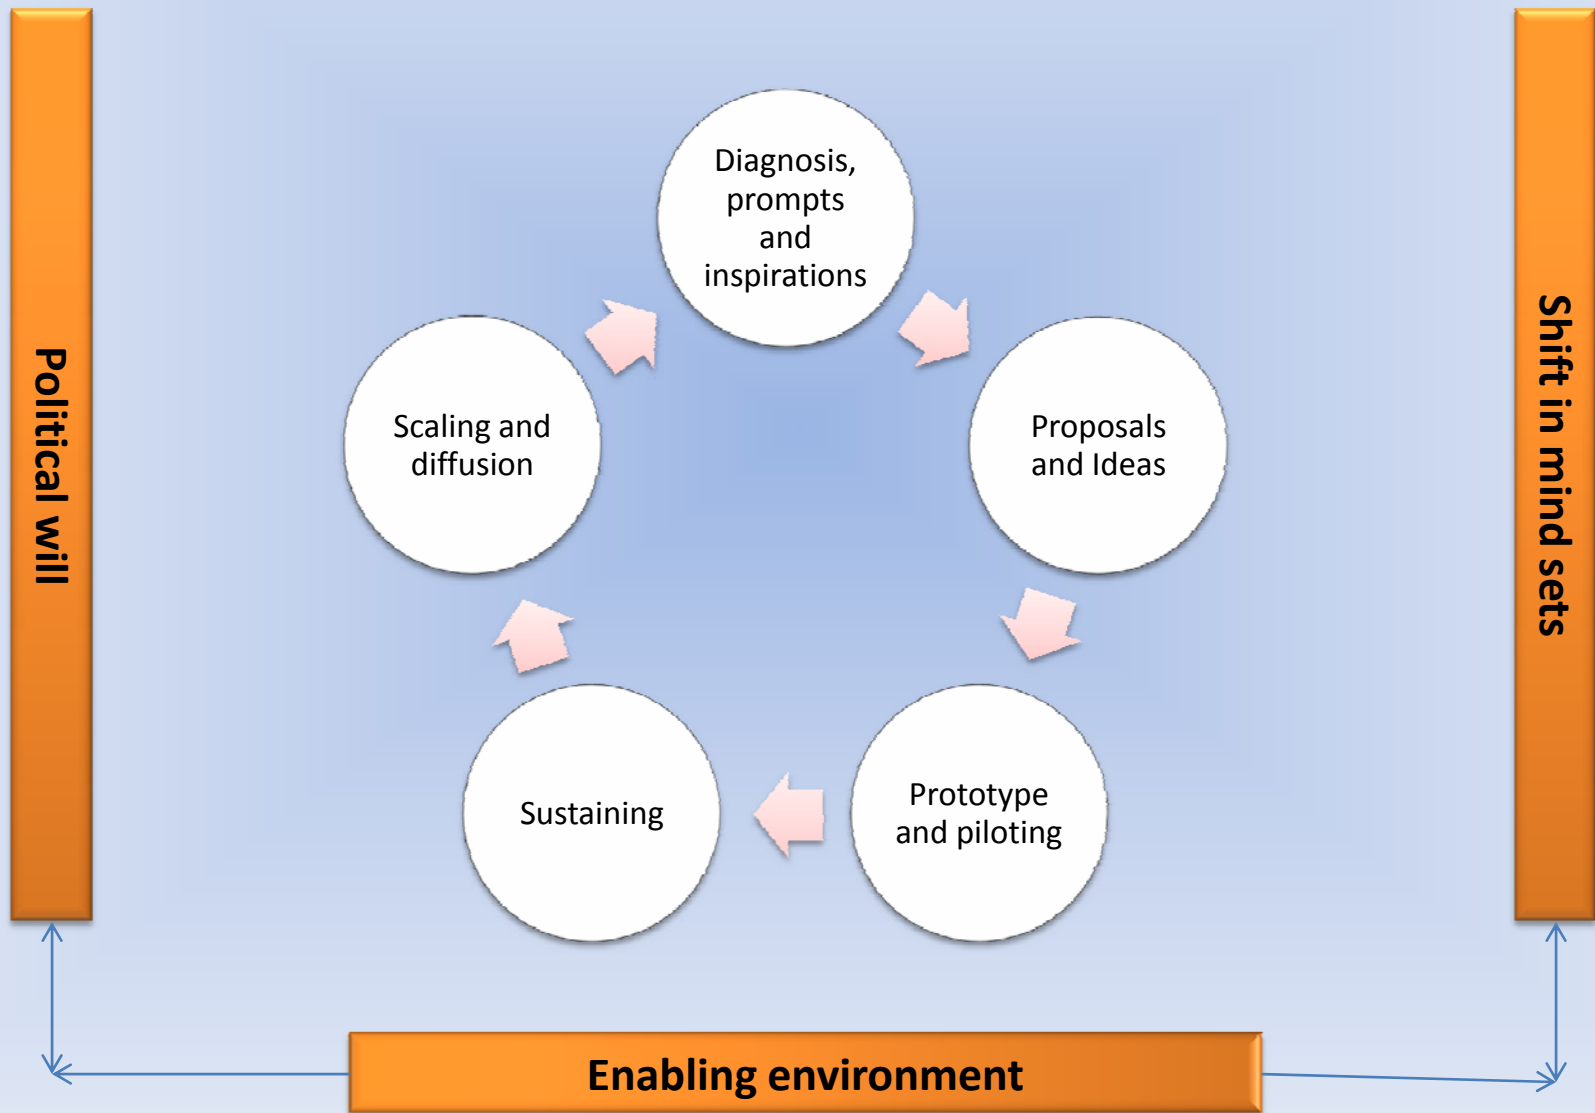 Diagnosis,
prompts
and
inspirations
Proposals
and Ideas
Prototype
and piloting
Sustaining
Scaling and
diffusion
Political will
Shift in mind sets
Enabling environment